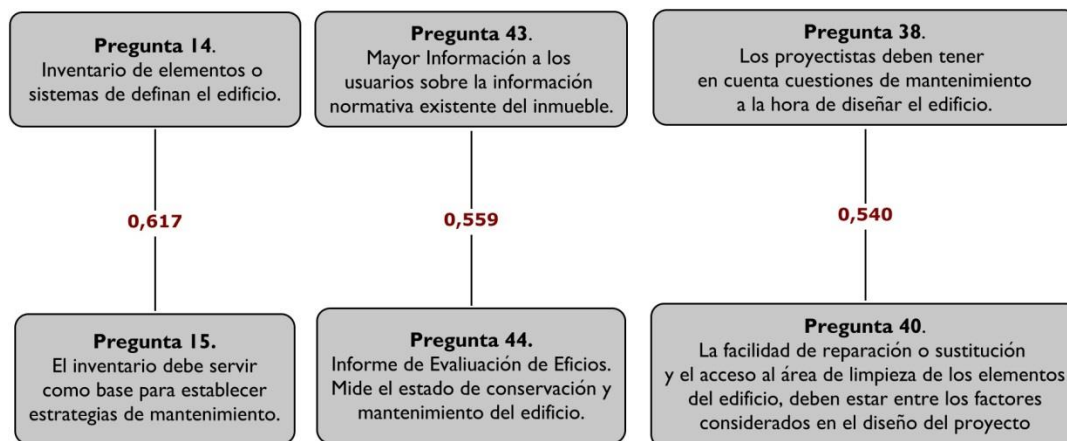 Pregunta 14.
Inventario de elementos o
sistemas de definan el edificio.
Pregunta 43.
Mayor Información a los
usuarios sobre la información
normativa existente del inmueble.
Pregunta 38.
Los proyectistas deben tener
en cuenta cuestiones de mantenimiento
a la hora de diseñar el edificio.
0,617
0,559
0,540
Pregunta 15.
El inventario debe servir
como base para establecer
estrategias de mantenimiento.
Pregunta 44.
Informe de Evaliuación de Eficios.
Mide el estado de conservación y
mantenimiento del edificio.
Pregunta 40.
La facilidad de reparación o sustitución
y el acceso al área de limpieza de los elementos
del edificio, deben estar entre los factores
considerados en el diseño del proyecto